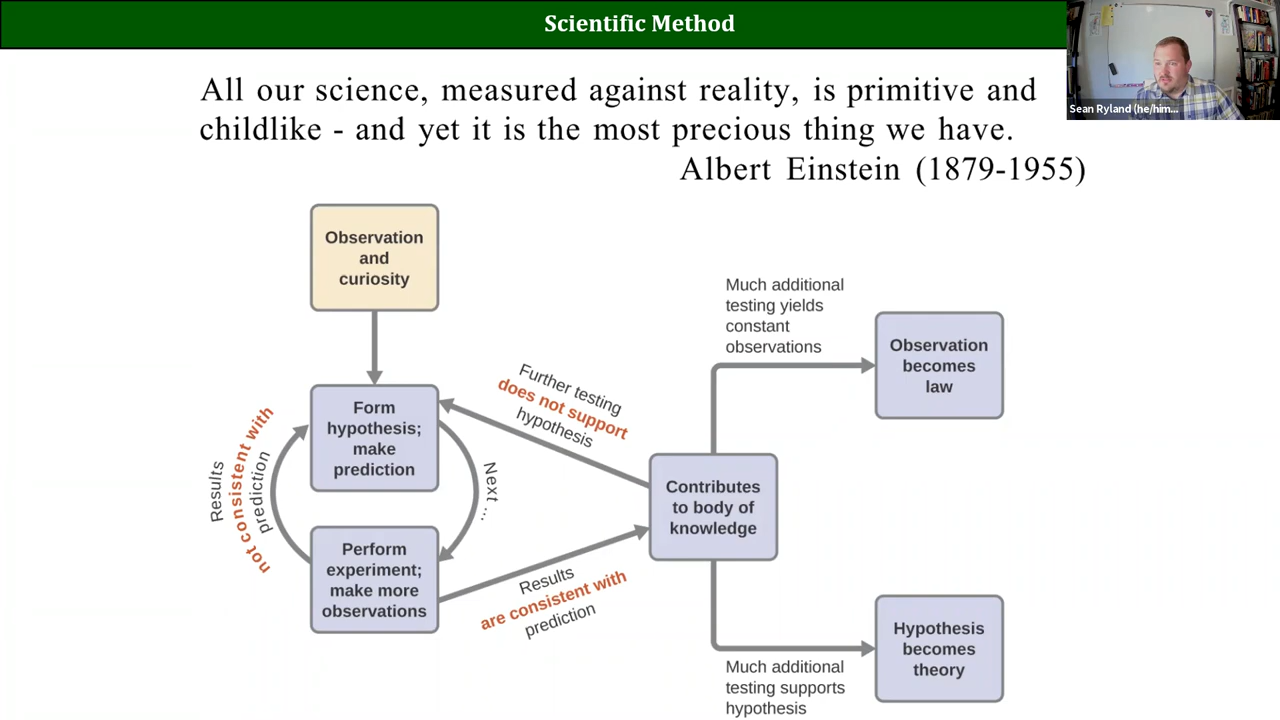 Scientific Method
Sean Ryland (he/him...
All our science, measured against reality, is primitive and
childlike - and yet it is the most precious thing we have.
Albert Einstein (1879-1955)
Observation
and
curiosity
Form
hypothesis;
make
prediction
Results
not consistent with
prediction
Next ...
Perform
experiment;
make more
observations
Further testing
does not support
hypothesis
Results
are consistent with
prediction
Contributes
to body of
knowledge
Much additional
testing yields
constant
observations
Observation
becomes
law
Much additional
testing supports
hypothesis
Hypothesis
becomes
theory